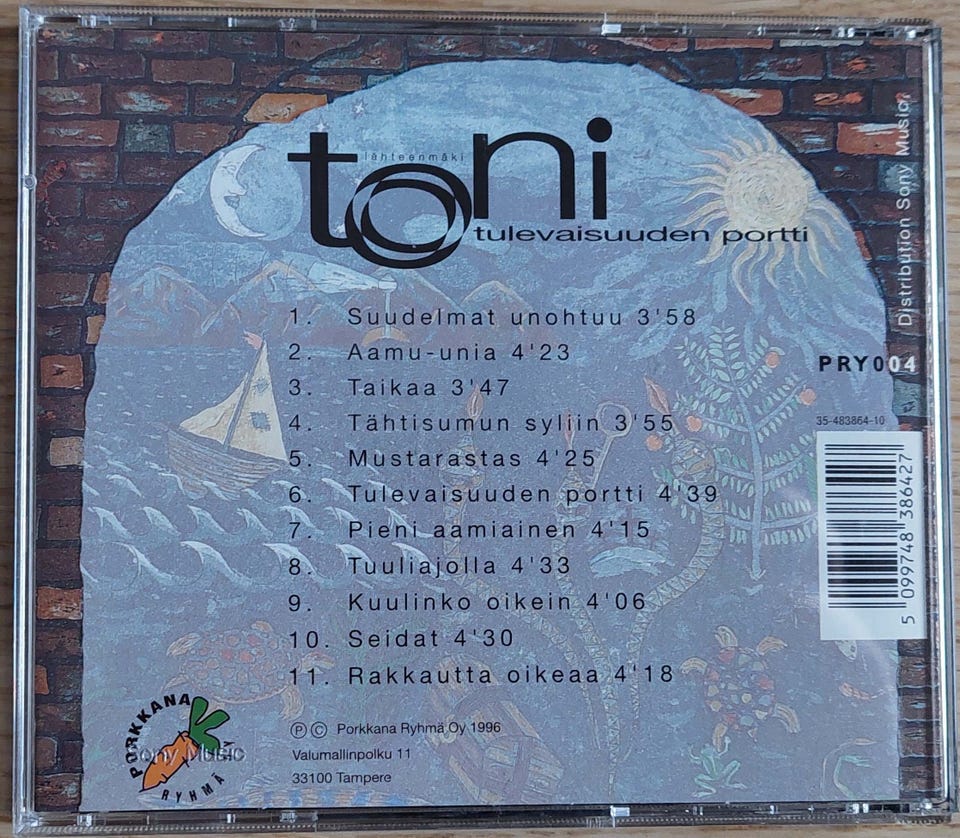 toni
lähteenmäki
tulevaisuuden portti
1. Suudelmat unohtuu 3'58
2. Aamu-unia 4'23
3. Taikaa 3'47
4. Tähtisumun syliin 3'55
5. Mustarastas 4'25
6. Tulevaisuuden portti 4'39
7. Pieni aamiainen 4'15
8. Tuuliajolla 4'33
9. Kuulinko oikein 4'06
10. Seidat 4'30
11. Rakkautta oikeaa 4'18
Distribution Sony Music
PRY004
35-483864-10
5 099748 386427
PORKKANA
Sony Music
RYHMÄ OY
Ⓟ Ⓒ Porkkana Ryhmä Oy 1996
Valumallinpolku 11
33100 Tampere